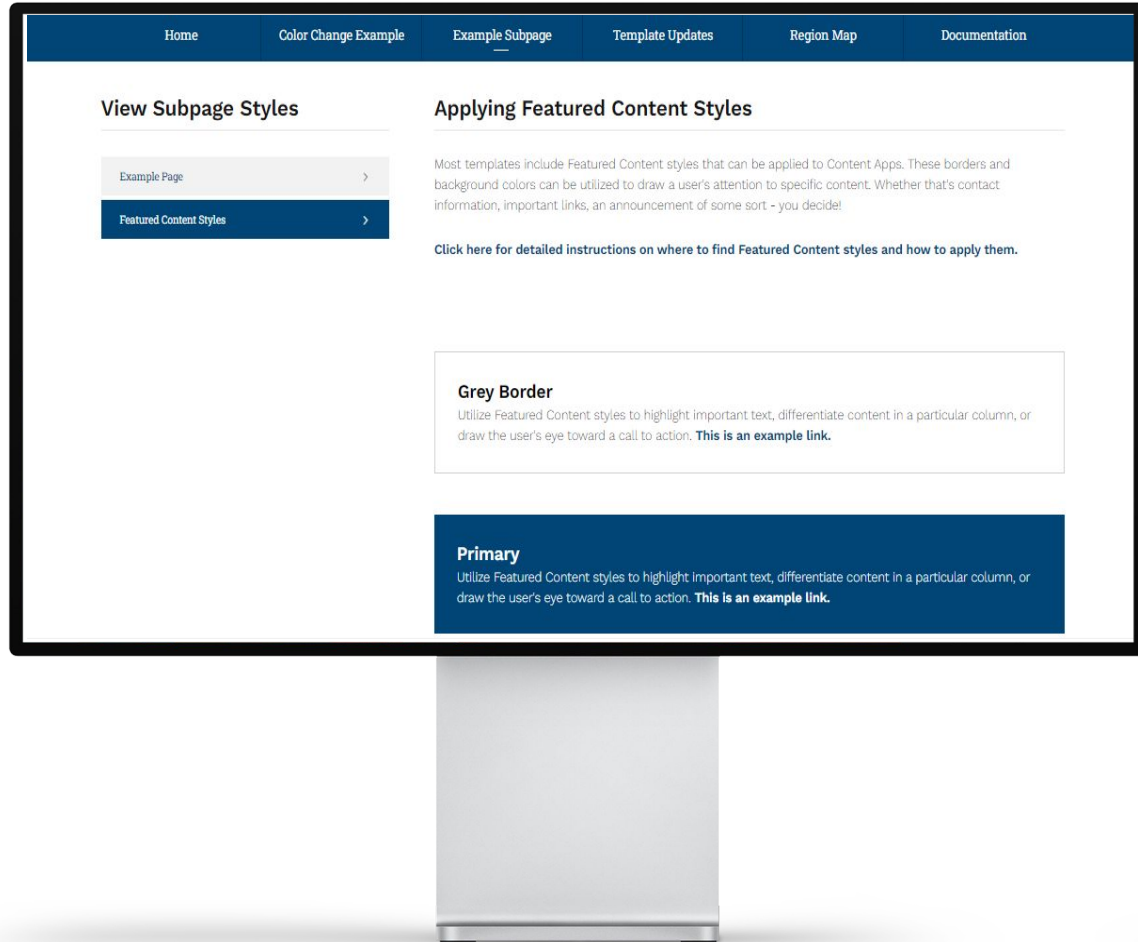 Home Color Change Example Example Subpage Template Updates Region Map Documentation
View Subpage Styles
Example Page
Featured Content Styles
Applying Featured Content Styles
Most templates include Featured Content styles that can be applied to Content Apps. These borders and
background colors can be utilized to draw a user's attention to specific content. Whether that's contact
information, important links, an announcement of some sort - you decide!
Click here for detailed instructions on where to find Featured Content styles and how to apply them.
Grey Border
Utilize Featured Content styles to highlight important text, differentiate content in a particular column, or
draw the user's eye toward a call to action. This is an example link.
Primary
Utilize Featured Content styles to highlight important text, differentiate content in a particular column, or
draw the user's eye toward a call to action. This is an example link.